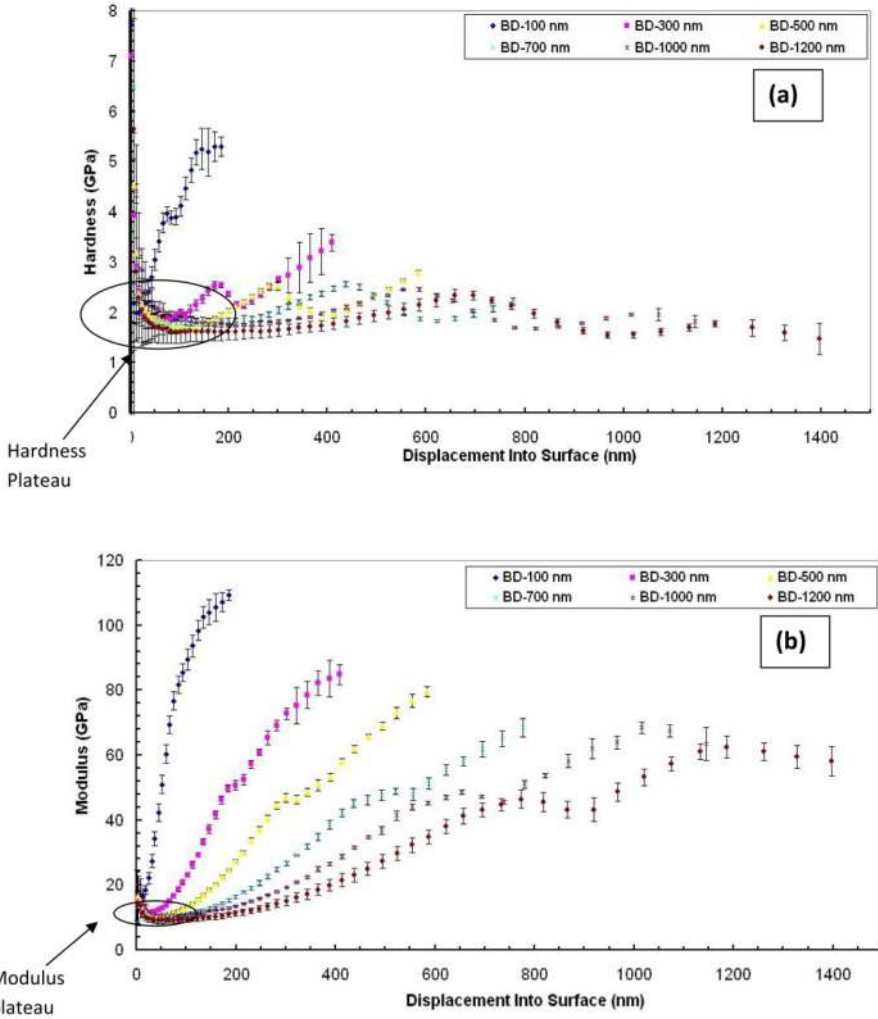 8
7
6
5
4
3
2
1
0
Hardness (GPa)
BD-100 nm BD-300 nm BD-500 nm
BD-700 nm BD-1000 nm BD-1200 nm
(a)
200 400 600 800 1000 1200 1400
Displacement Into Surface (nm)
Hardness
Plateau
120
100
80
60
40
20
0
Modulus (GPa)
BD-100 nm BD-300 nm BD-500 nm
BD-700 nm BD-1000 nm BD-1200 nm
(b)
0 200 400 600 800 1000 1200 1400
Displacement Into Surface (nm)
Modulus
lateau